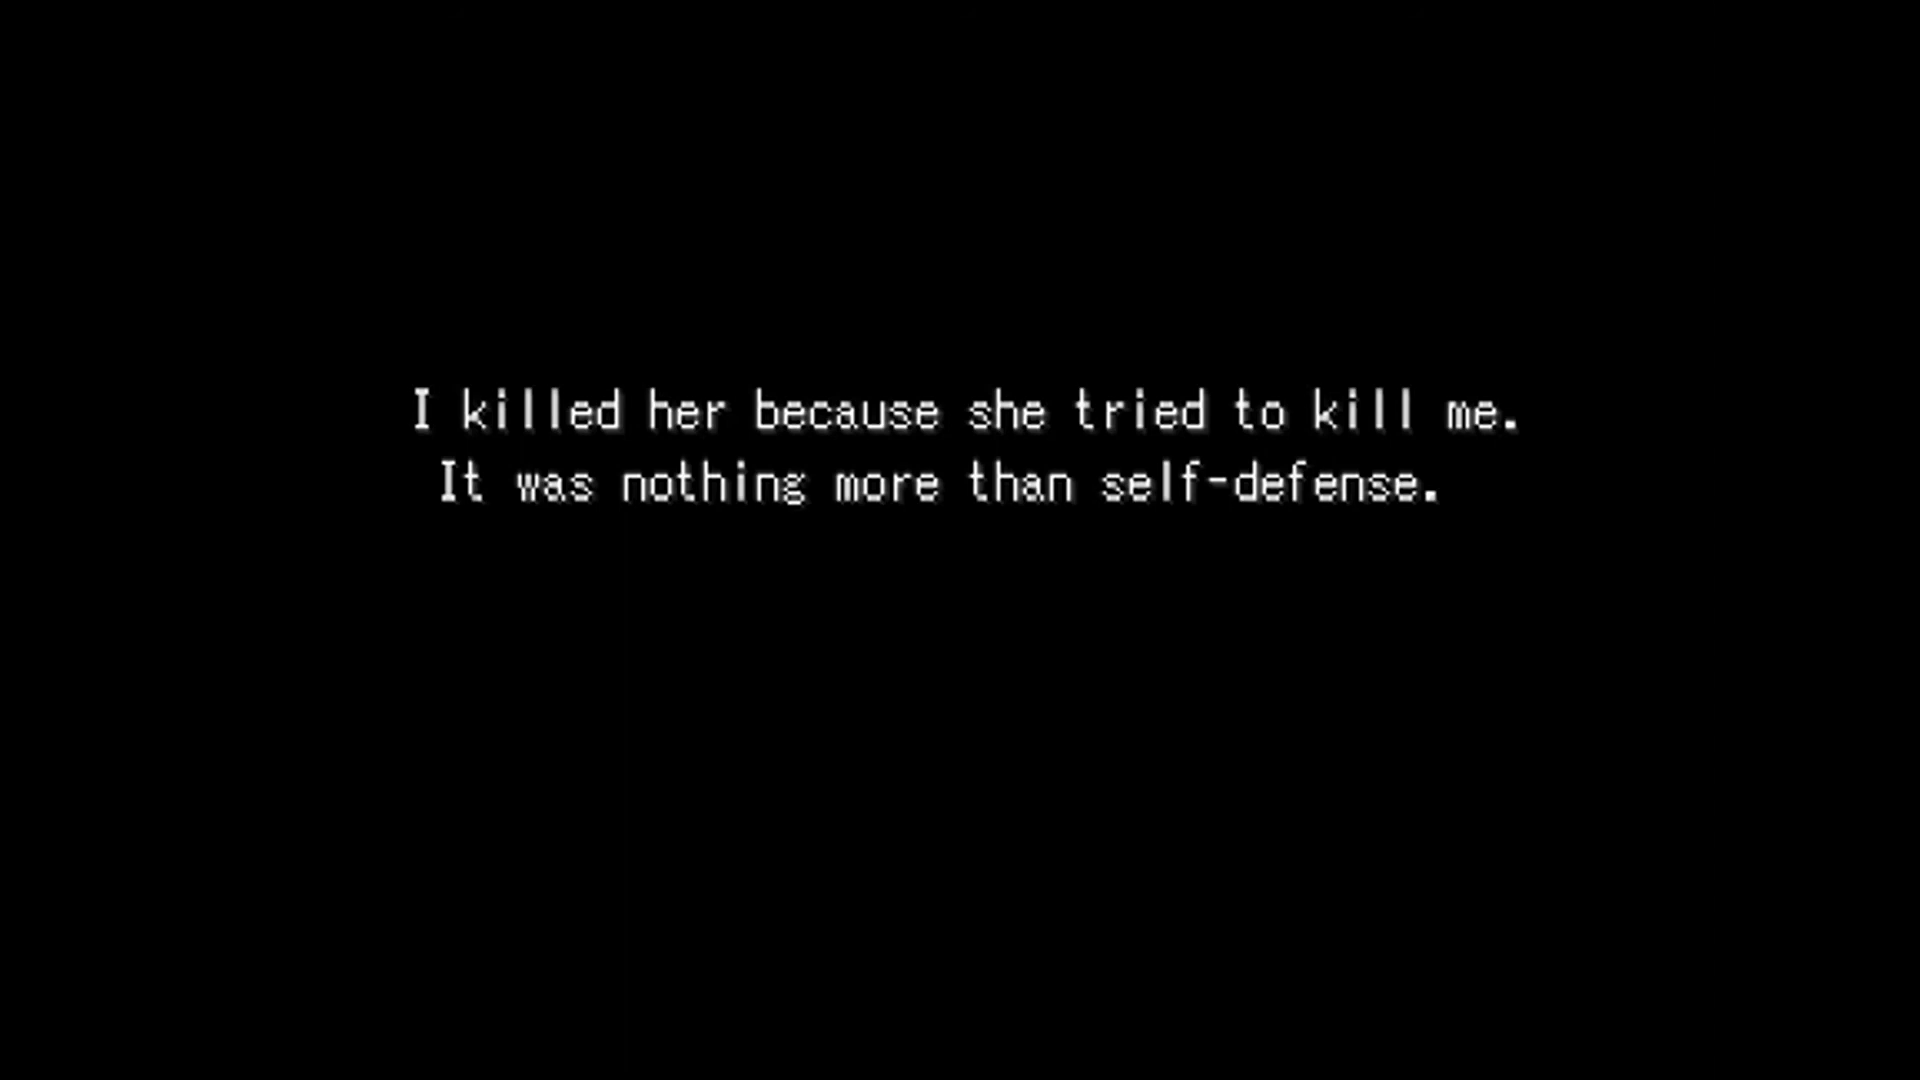 I killed her because she tried to kill me.
It was nothing more than self-defense.